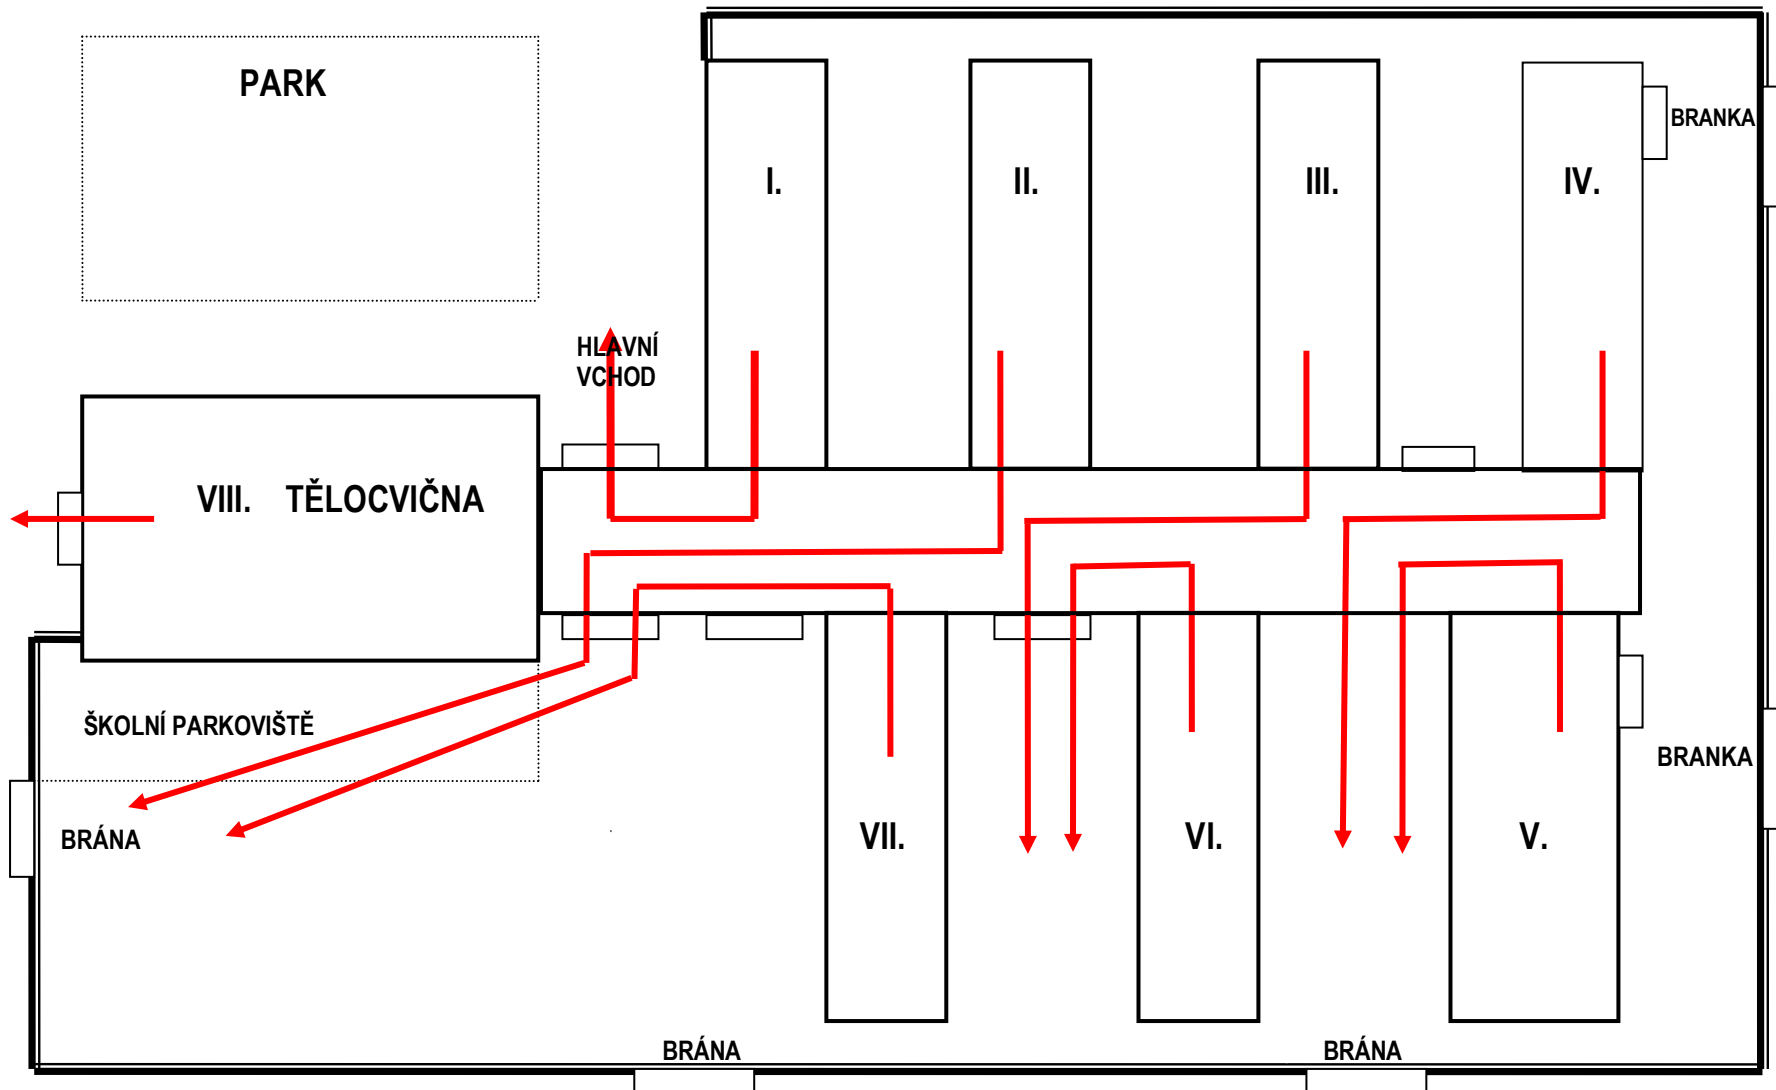 PARK
BRANKA
I.
II.
III.
IV.
HLAVNÍ
VCHOD
VIII. TĚLOCVIČNA
ŠKOLNÍ PARKOVIŠTĚ
BRANKA
BRÁNA
VII.
VI.
V.
BRÁNA
BRÁNA